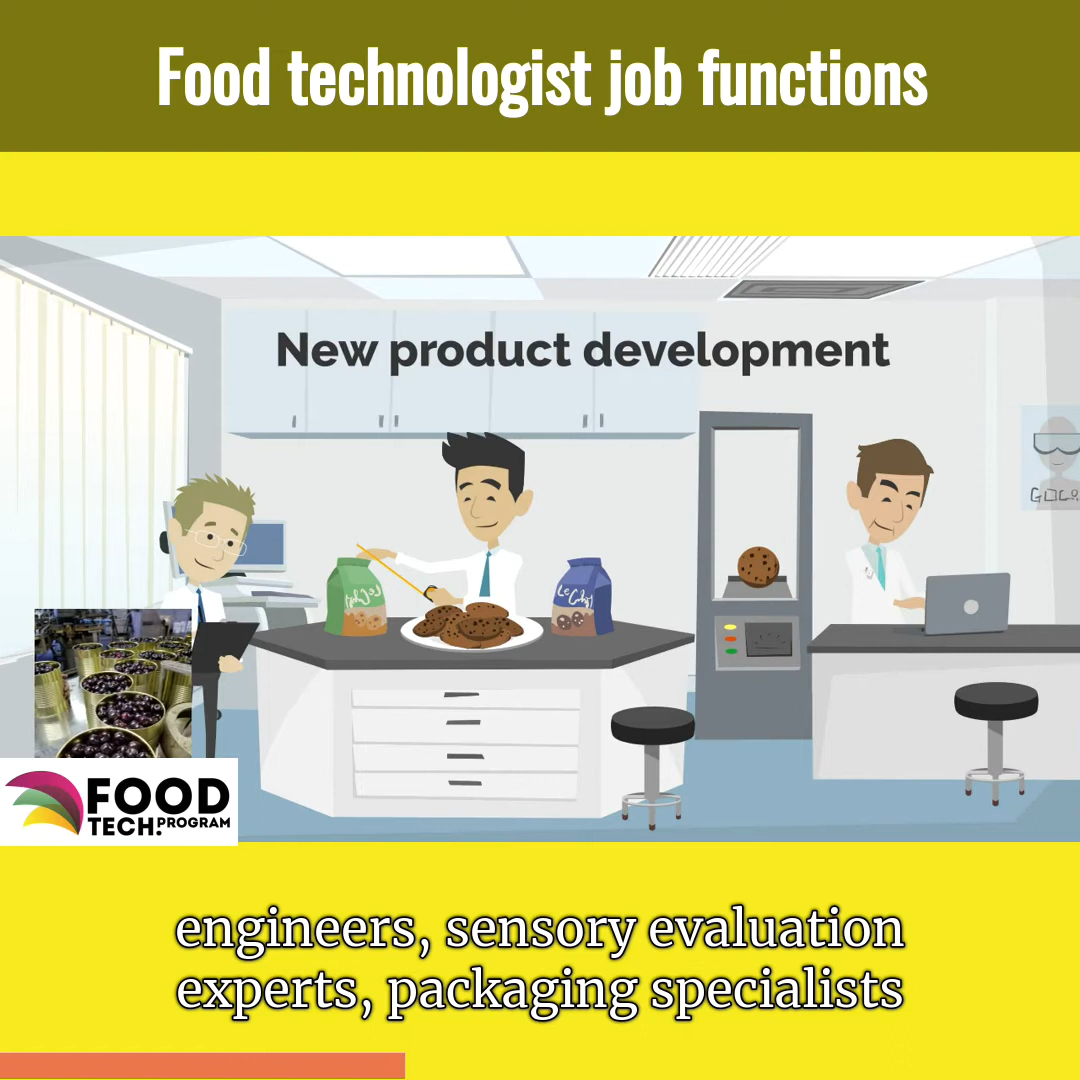 Food technologist job functions
New product development
FOOD
TECH. PROGRAM
engineers, sensory evaluation
experts, packaging specialists